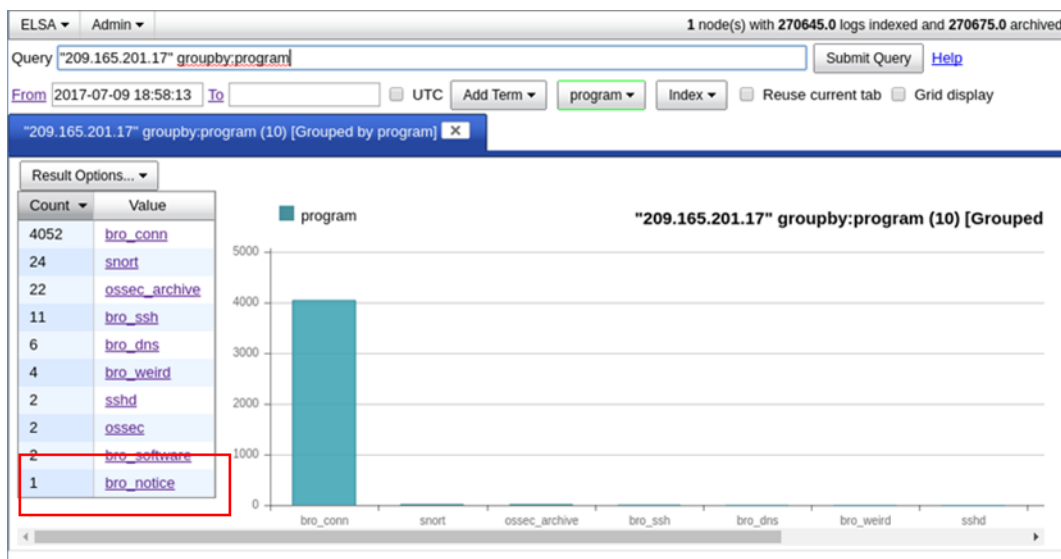 ELSA Admin 1 node(s) with 270645.0 logs indexed and 270675.0 archived
Query "209.165.201.17" groupby:program Submit Query Help
From 2017-07-09 18:58:13 To UTC Add Term program Index Reuse current tab Grid display
"209.165.201.17" groupby:program (10) [Grouped by program] X
Result Options...
Count Value
4052 bro_conn
24 snort
22 ossec_archive
11 bro_ssh
6 bro_dns
4 bro_weird
2 sshd
2 ossec
2 bro_software
1 bro_notice
program
"209.165.201.17" groupby:program (10) [Grouped
5000
4000
3000
2000
1000
0
bro_conn snort ossec_archive bro_ssh bro_dns bro_weird sshd